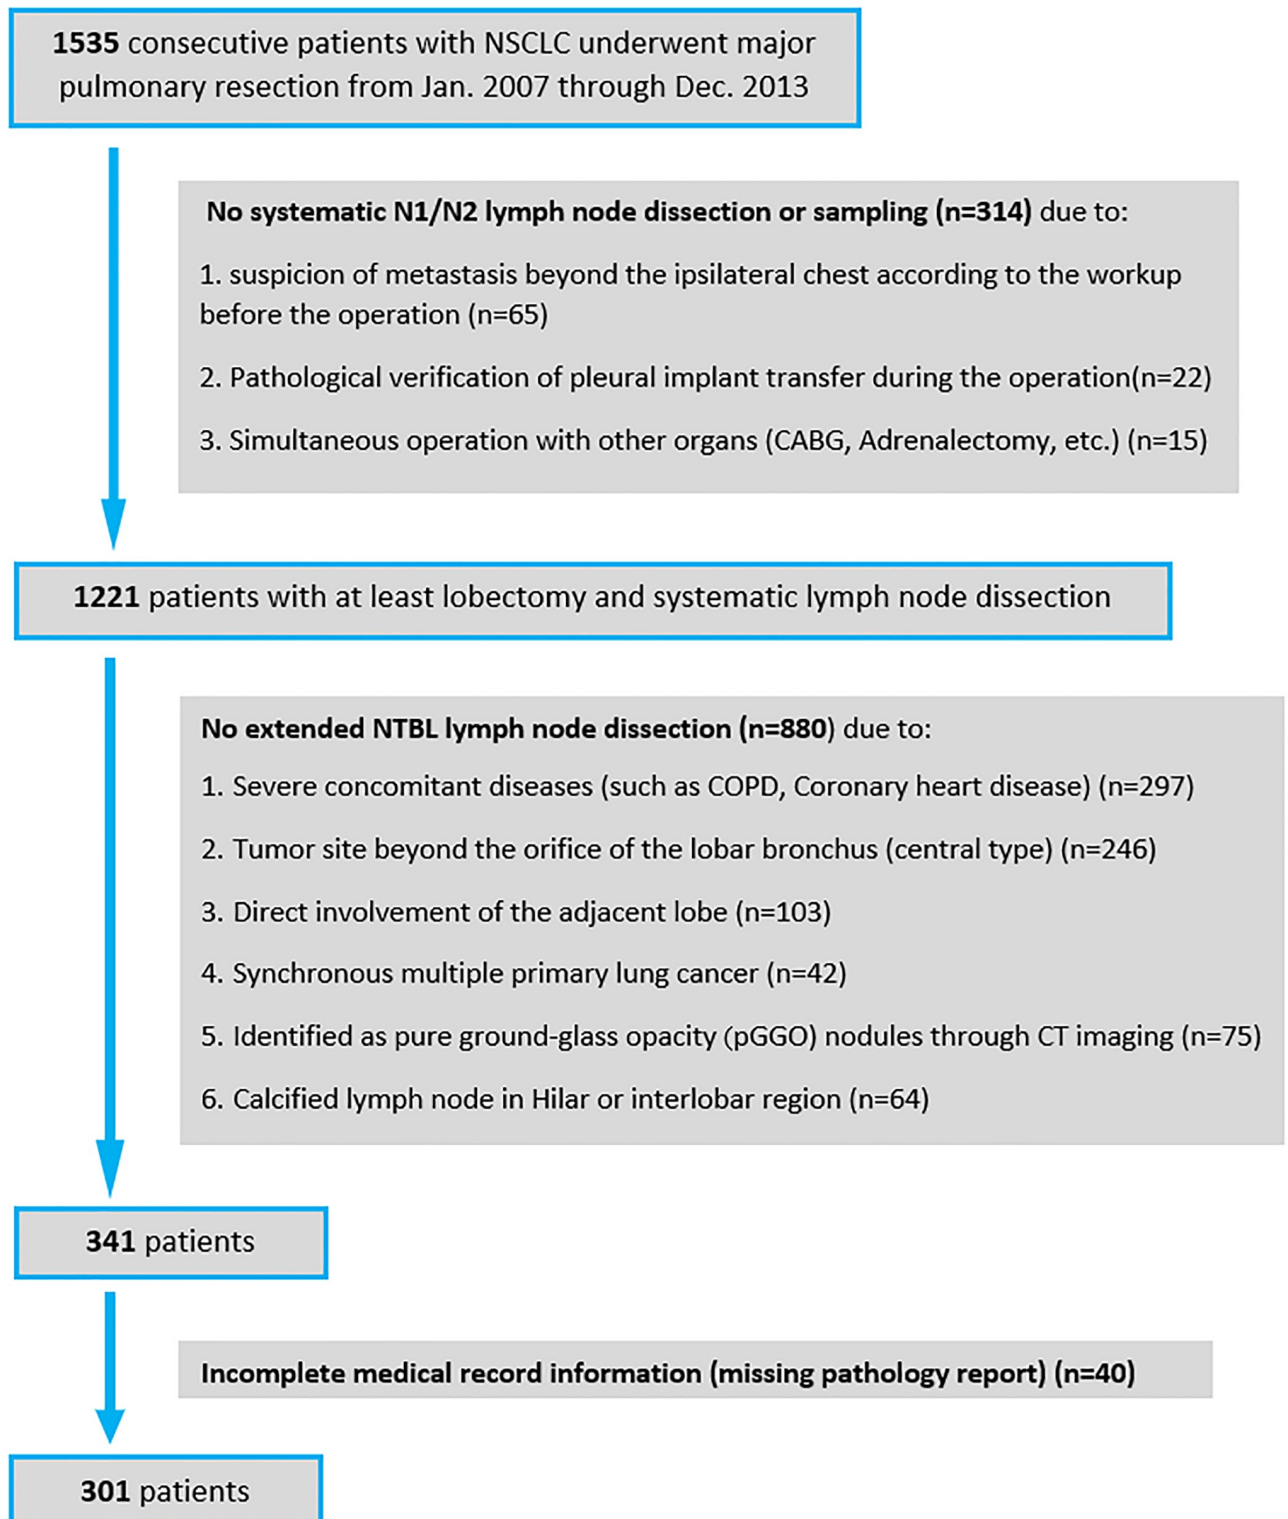 1535 consecutive patients with NSCLC underwent major
pulmonary resection from Jan. 2007 through Dec. 2013
No systematic N1/N2 lymph node dissection or sampling (n=314) due to:
1. suspicion of metastasis beyond the ipsilateral chest according to the workup
before the operation (n=65)
2. Pathological verification of pleural implant transfer during the operation(n=22)
3. Simultaneous operation with other organs (CABG, Adrenalectomy, etc.) (n=15)
1221 patients with at least lobectomy and systematic lymph node dissection
No extended NTBL lymph node dissection (n=880) due to:
1. Severe concomitant diseases (such as COPD, Coronary heart disease) (n=297)
2. Tumor site beyond the orifice of the lobar bronchus (central type) (n=246)
3. Direct involvement of the adjacent lobe (n=103)
4. Synchronous multiple primary lung cancer (n=42)
5. Identified as pure ground-glass opacity (pGGO) nodules through CT imaging (n=75)
6. Calcified lymph node in Hilar or interlobar region (n=64)
341 patients
Incomplete medical record information (missing pathology report) (n=40)
301 patients